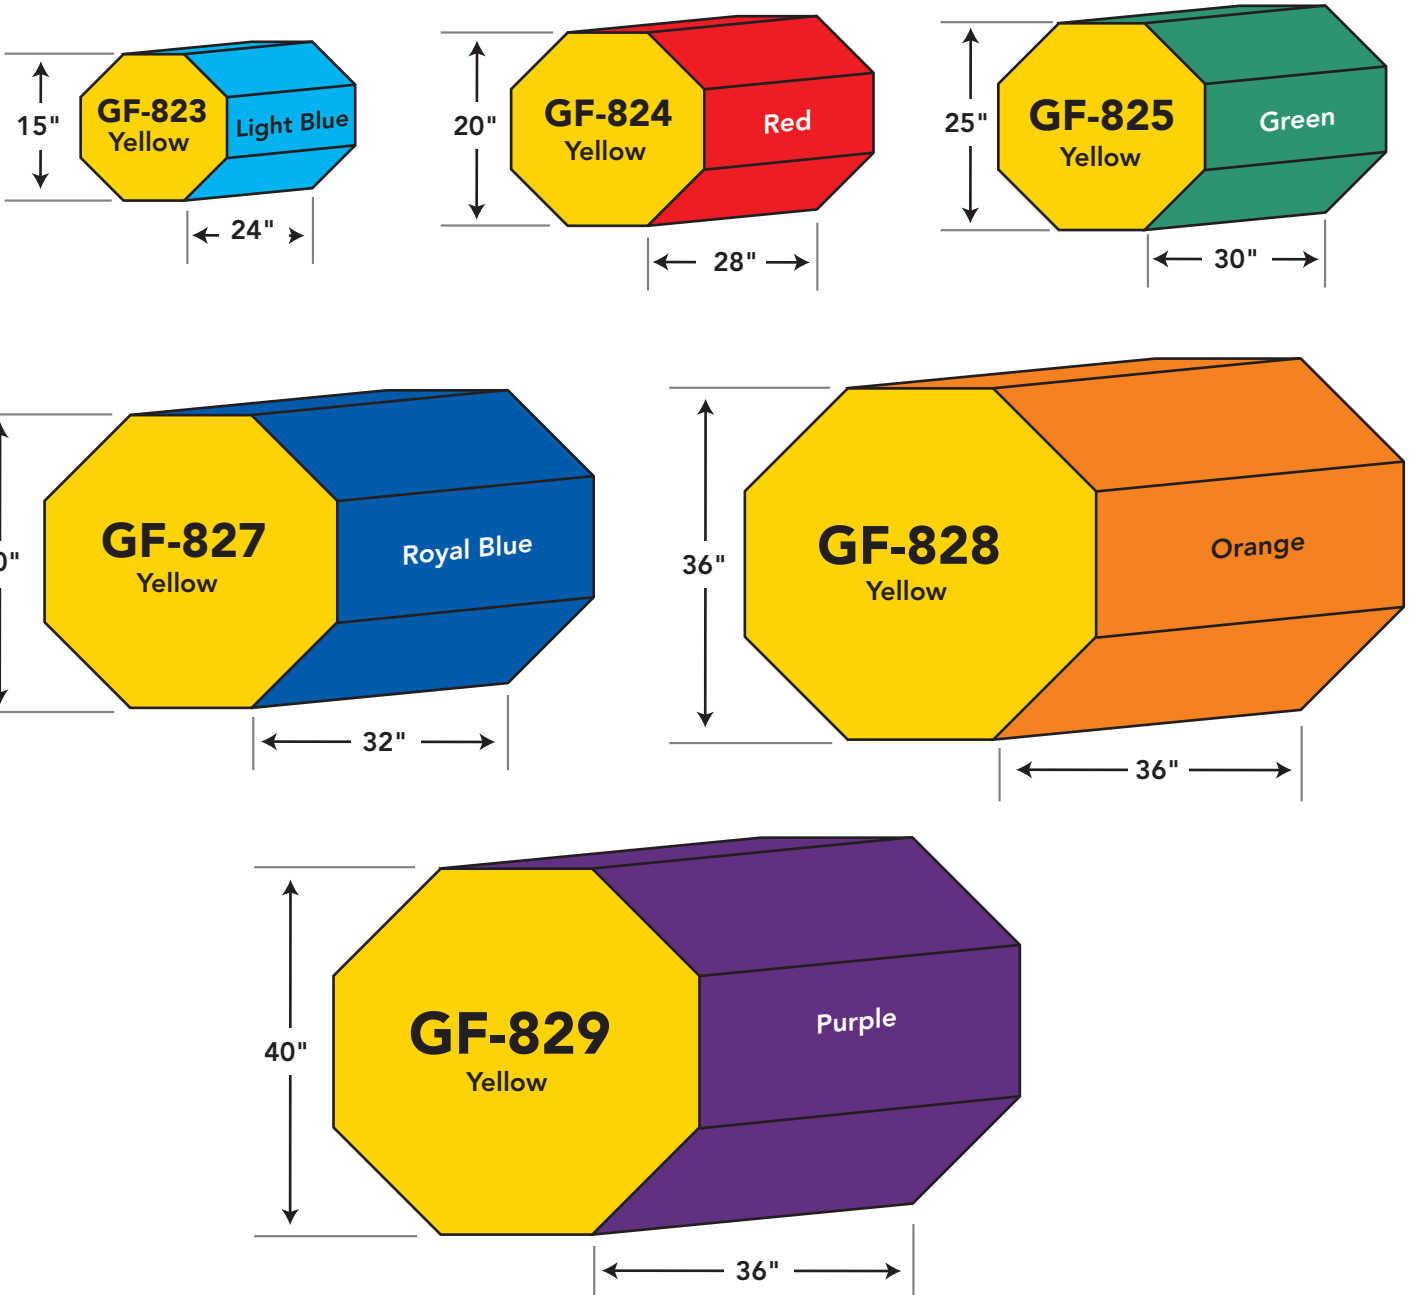 15"
GF-823
Yellow
Light Blue
24"
20"
GF-824
Yellow
Red
28"
25"
GF-825
Yellow
Green
30"
0"
GF-827
Yellow
Royal Blue
32"
36"
GF-828
Yellow
Orange
36"
40"
GF-829
Yellow
Purple
36"